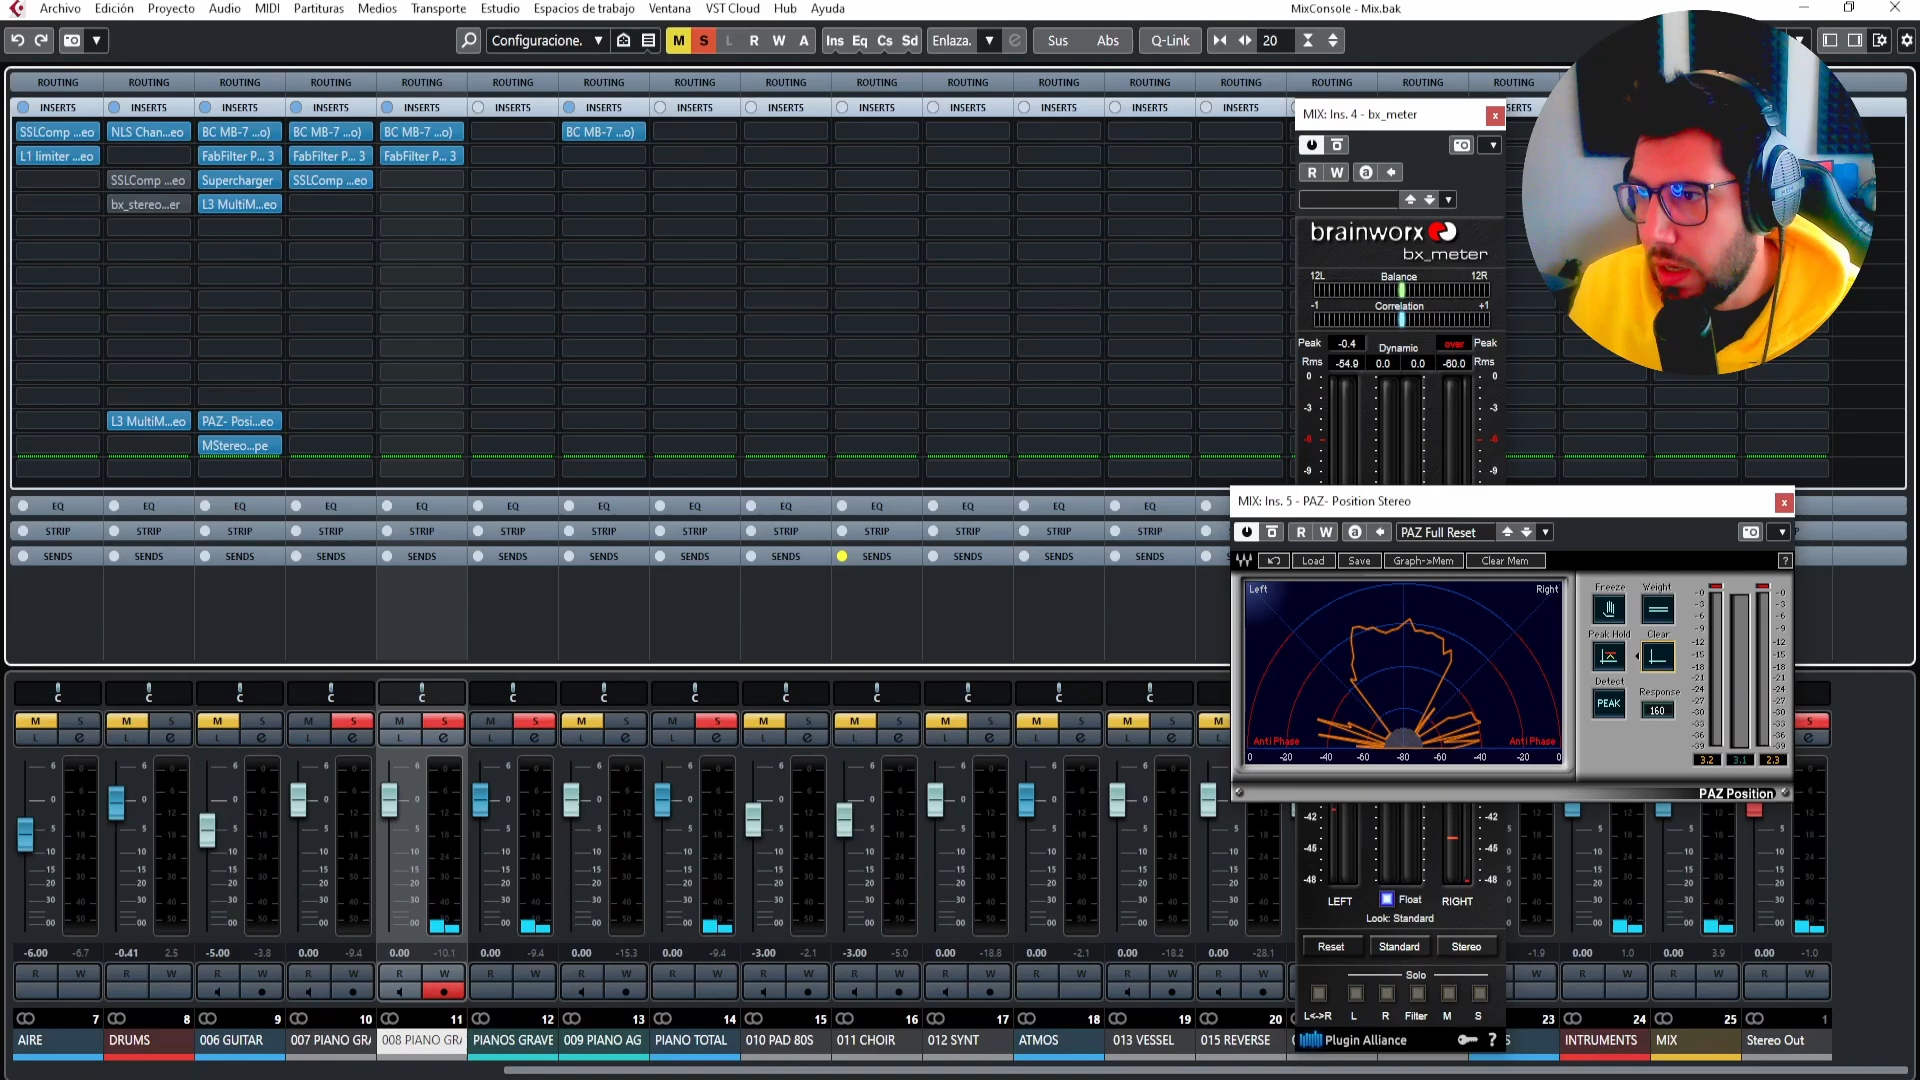 Archivo Edición Proyecto Audio MIDI Partituras Medios Transporte Estudio Espacios de trabajo Ventana VST Cloud Hub Ayuda MixConsole - Mix.bak
Configuracione. M S L R W A Ins Eq Cs Sd Enlaza. Sus Abs Q-Link 20
ROUTING ROUTING ROUTING ROUTING ROUTING ROUTING ROUTING ROUTING ROUTING ROUTING ROUTING ROUTING ROUTING ROUTING ROUTING ROUTING ROUTING
INSERTS INSERTS INSERTS INSERTS INSERTS INSERTS INSERTS INSERTS INSERTS INSERTS INSERTS INSERTS INSERTS INSERTS
SSLComp ...eo NLS Chan...eo BC MB-7 ...o) BC MB-7 ...o) BC MB-7 ...o) BC MB-7 ...o)
L1 limiter ...eo FabFilter P... 3 FabFilter P... 3 FabFilter P... 3
SSLComp ...eo Supercharger SSLComp ...eo
bx_stereo...er L3 MultiM...eo
L3 MultiM...eo PAZ- Posi...eo
MStereo...pe
MIX: Ins. 4 - bx_meter
R W a
brainworx
bx_meter
12L Balance 12R
-1 Correlation +1
Peak -0.4 Dynamic over Peak
Rms -54.9 0.0 0.0 -60.0 Rms
0 0
-3 -3
-6 -6
-9 -9
EQ EQ EQ EQ EQ EQ EQ EQ EQ EQ EQ EQ EQ EQ
STRIP STRIP STRIP STRIP STRIP STRIP STRIP STRIP STRIP STRIP STRIP STRIP STRIP STRIP
SENDS SENDS SENDS SENDS SENDS SENDS SENDS SENDS SENDS SENDS SENDS SENDS SENDS SENDS
MIX: Ins. 5 - PAZ- Position Stereo
R W a PAZ Full Reset
Load Save Graph->Mem Clear Mem ?
Left Right
Anti Phase Anti Phase
0 -20 -40 -60 -80 -60 -40 -20 0
Freeze Weight
Peak Hold Clear
Detect Response
PEAK 160
3.2 3.1 2.3
PAZ Position
-42 -42
-45 -45
-48 -48
LEFT Float RIGHT
Look: Standard
Reset Standard Stereo
Solo
L<->R L R Filter M S
Plugin Alliance ?
-6.00 -6.7 -0.41 2.5 -5.00 -3.8 0.00 -9.4 0.00 -10.1 0.00 -9.4 0.00 -15.3 0.00 -9.4 -3.00 -2.1 -3.00 -5.0 0.00 -18.8 0.00 -2.1 0.00 -18.2 0.00 -28.1 -1.9 0.00 1.0 0.00 3.9 0.00 -1.0
7 8 9 10 11 12 13 14 15 16 17 18 19 20 23 24 25 1
AIRE DRUMS 006 GUITAR 007 PIANO GR 008 PIANO GR PIANOS GRAVE 009 PIANO AG PIANO TOTAL 010 PAD 80S 011 CHOIR 012 SYNT ATMOS 013 VESSEL 015 REVERSE INTRUMENTS MIX Stereo Out